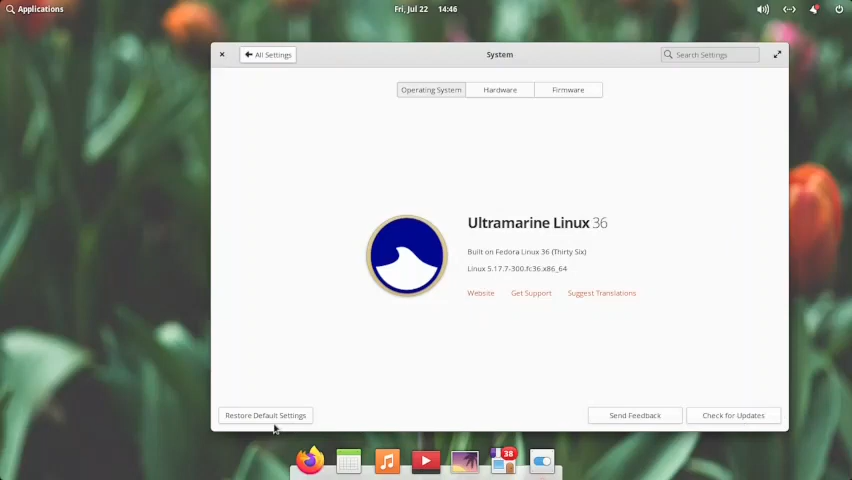 Applications
Fri, Jul 22 14:46
All Settings
System
Search Settings
Operating System
Hardware
Firmware
Ultramarine Linux 36
Built on Fedora Linux 36 (Thirty Six)
Linux 5.17.7-300.fc36.x86_64
Website
Get Support
Suggest Translations
Restore Default Settings
Send Feedback
Check for Updates
38